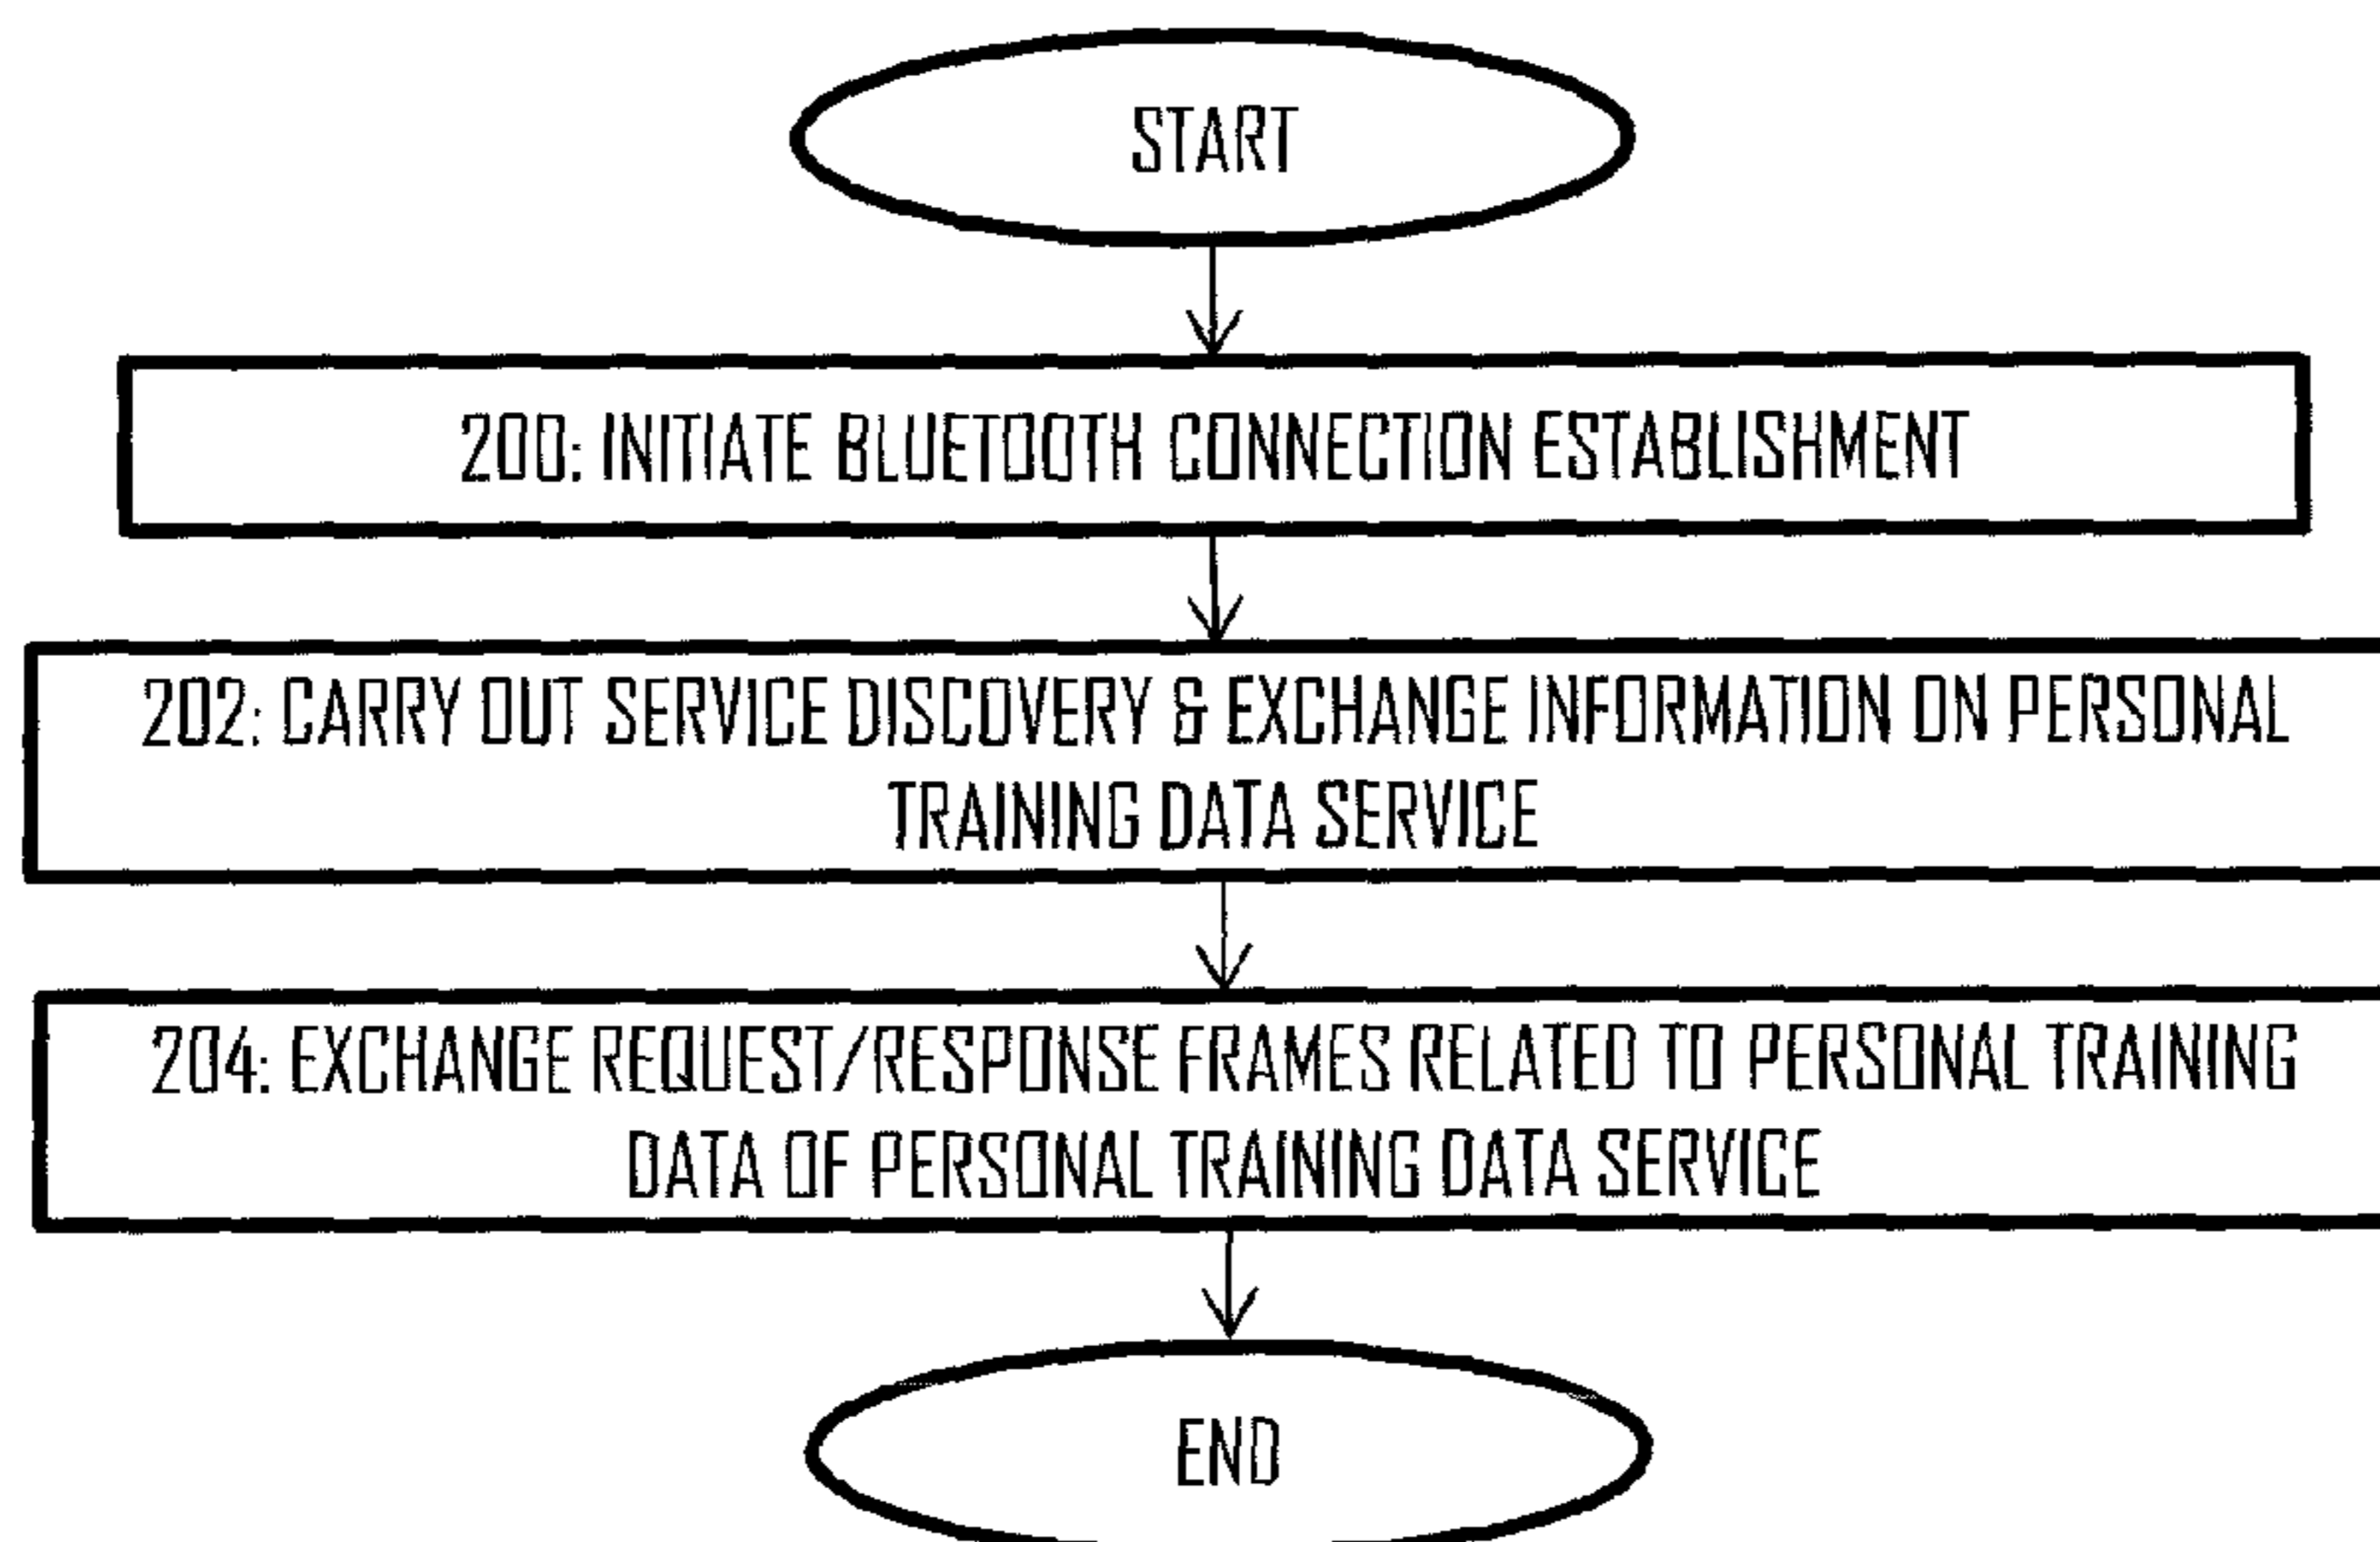 START
200: INITIATE BLUETOOTH CONNECTION ESTABLISHMENT
202: CARRY OUT SERVICE DISCOVERY & EXCHANGE INFORMATION ON PERSONAL
TRAINING DATA SERVICE
204: EXCHANGE REQUEST/RESPONSE FRAMES RELATED TO PERSONAL TRAINING
DATA OF PERSONAL TRAINING DATA SERVICE
END